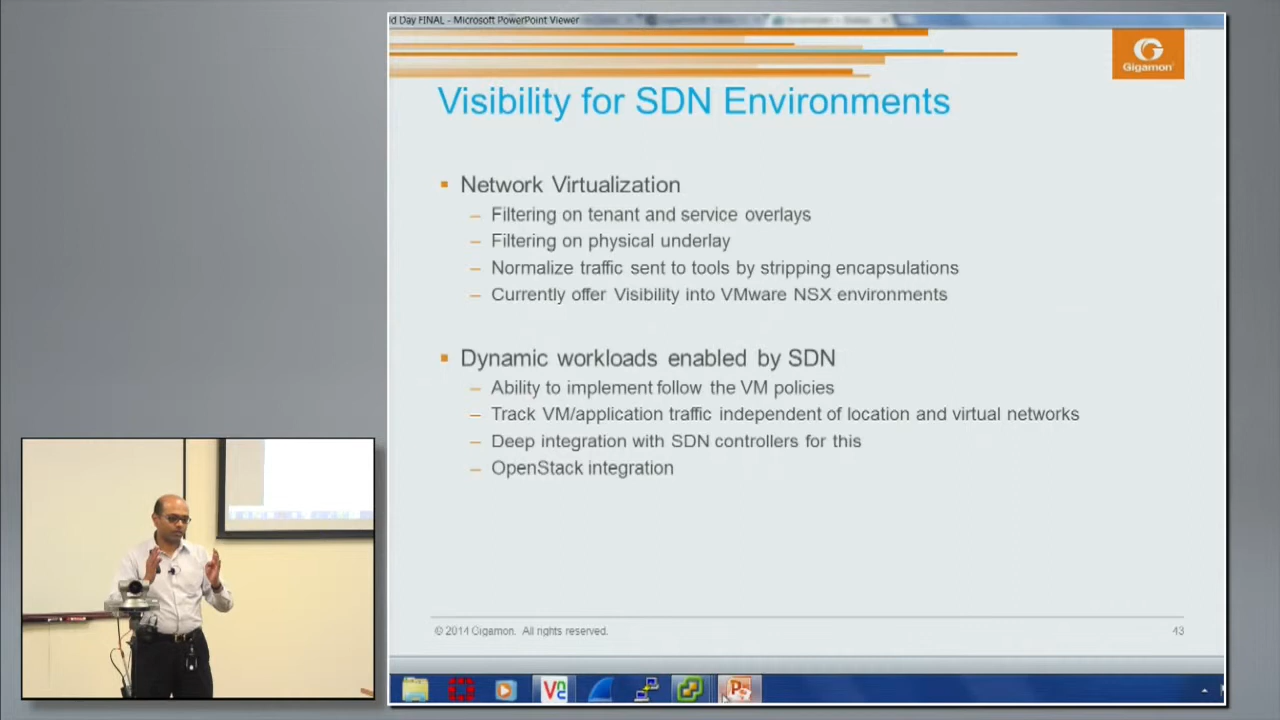 d Day FINAL - Microsoft PowerPoint Viewer
Gigamon
Visibility for SDN Environments
Network Virtualization
Filtering on tenant and service overlays
Filtering on physical underlay
Normalize traffic sent to tools by stripping encapsulations
Currently offer Visibility into VMware NSX environments
Dynamic workloads enabled by SDN
Ability to implement follow the VM policies
Track VM/application traffic independent of location and virtual networks
Deep integration with SDN controllers for this
OpenStack integration
© 2014 Gigamon. All rights reserved.
43